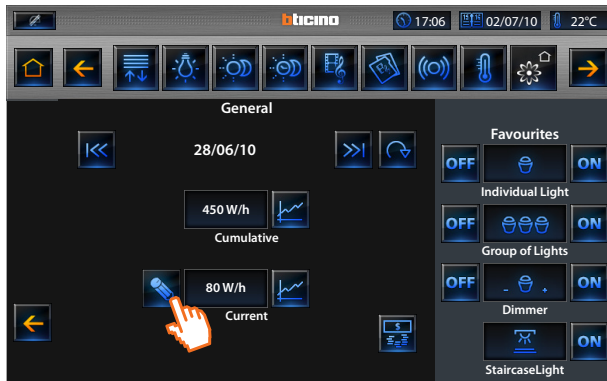 bticino 17:06 02/07/10 22°C
General
28/06/10
450 W/h
Cumulative
80 W/h
Current
Favourites
OFF ON
Individual Light
OFF ON
Group of Lights
OFF - + ON
Dimmer
ON
StaircaseLight